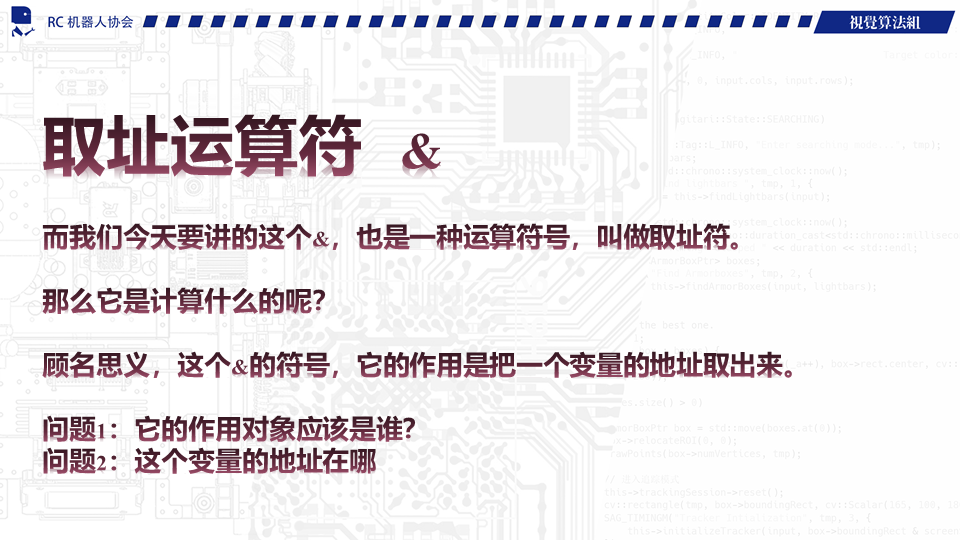 RC 机器人协会
視覺算法組
取址运算符 &
而我们今天要讲的这个&，也是一种运算符号，叫做取址符。
那么它是计算什么的呢？
顾名思义，这个&的符号，它的作用是把一个变量的地址取出来。
问题1：它的作用对象应该是谁？
问题2：这个变量的地址在哪